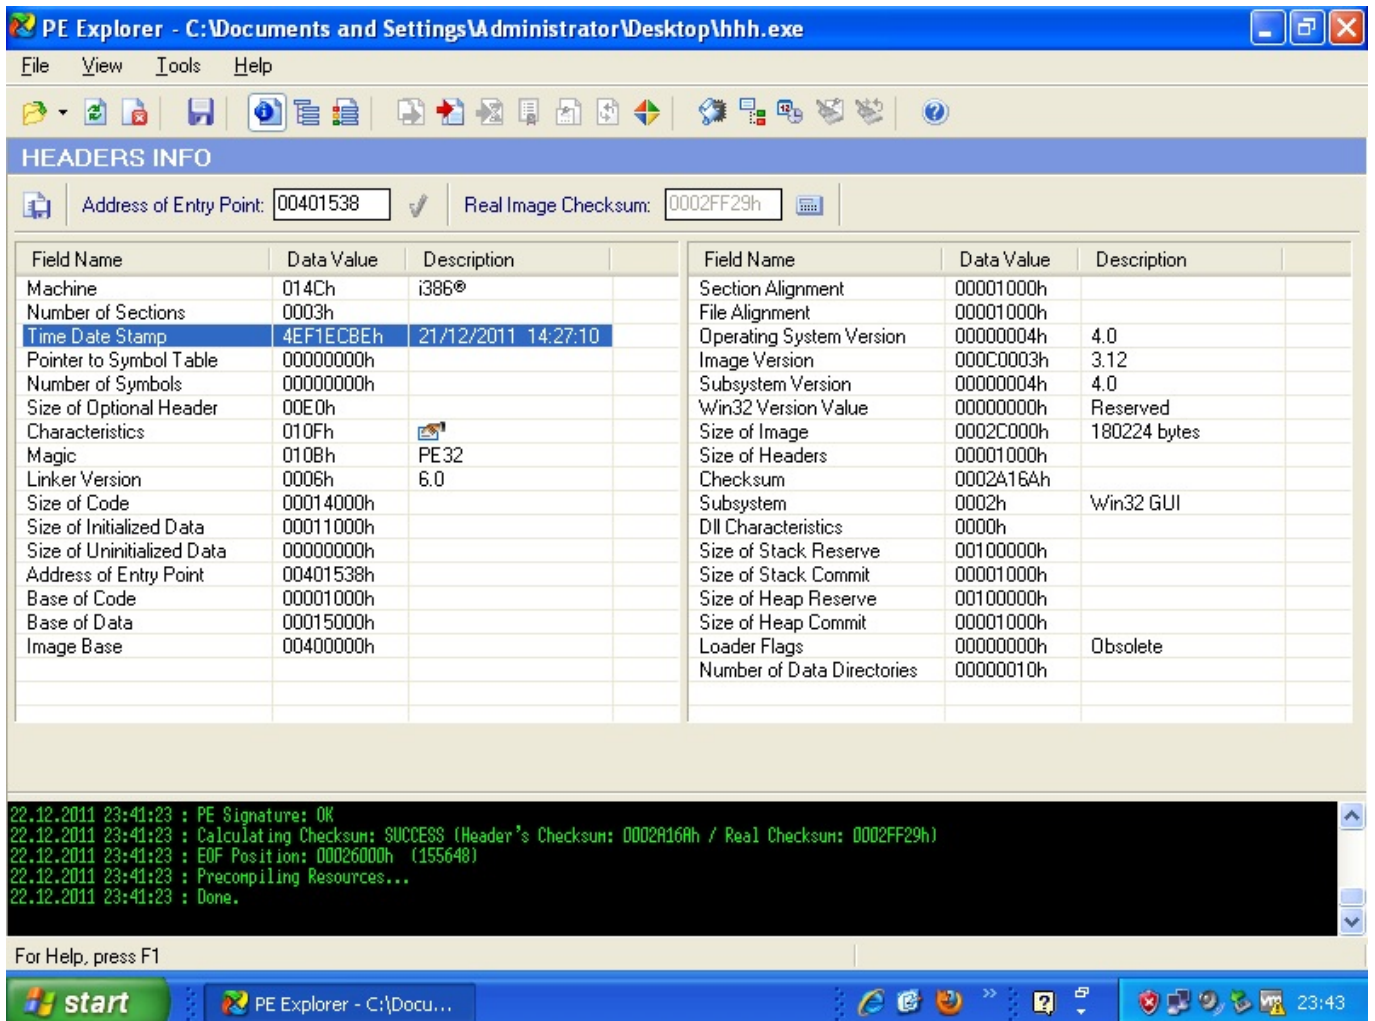 PE Explorer - C:\Documents and Settings\Administrator\Desktop\hhh.exe
File View Tools Help
HEADERS INFO
Address of Entry Point: 00401538 Real Image Checksum: 0002FF29h
Field Name Data Value Description Field Name Data Value Description
Machine 014Ch i386® Section Alignment 00001000h
Number of Sections 0003h File Alignment 00001000h
Time Date Stamp 4EF1ECBEh 21/12/2011 14:27:10 Operating System Version 00000004h 4.0
Pointer to Symbol Table 00000000h Image Version 000C0003h 3.12
Number of Symbols 00000000h Subsystem Version 00000004h 4.0
Size of Optional Header 00E0h Win32 Version Value 00000000h Reserved
Characteristics 010Fh Size of Image 0002C000h 180224 bytes
Magic 010Bh PE32 Size of Headers 00001000h
Linker Version 0006h 6.0 Checksum 0002A16Ah
Size of Code 00014000h Subsystem 0002h Win32 GUI
Size of Initialized Data 00011000h Dll Characteristics 0000h
Size of Uninitialized Data 00000000h Size of Stack Reserve 00100000h
Address of Entry Point 00401538h Size of Stack Commit 00001000h
Base of Code 00001000h Size of Heap Reserve 00100000h
Base of Data 00015000h Size of Heap Commit 00001000h
Image Base 00400000h Loader Flags 00000000h Obsolete
Number of Data Directories 00000010h
22.12.2011 23:41:23 : PE Signature: OK
22.12.2011 23:41:23 : Calculating Checksum: SUCCESS (Header's Checksum: 0002A16Ah / Real Checksum: 0002FF29h)
22.12.2011 23:41:23 : EOF Position: 00026000h (155648)
22.12.2011 23:41:23 : Precompiling Resources...
22.12.2011 23:41:23 : Done.
For Help, press F1
start PE Explorer - C:\Docu... 23:43